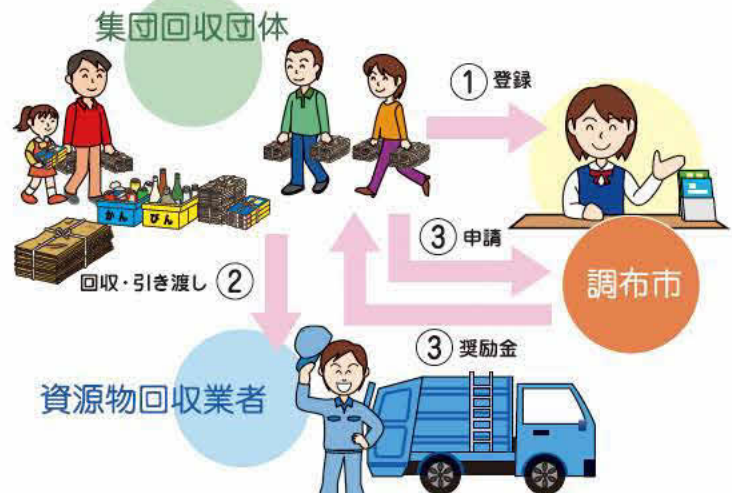 集団回収団体
① 登録
かん
びん
③ 申請
回収・引き渡し ②
調布市
③ 奨励金
資源物回収業者